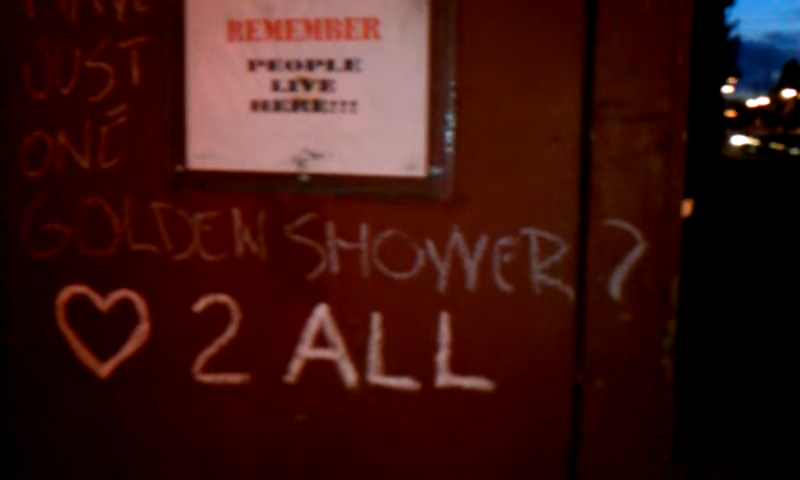 REMEMBER
PEOPLE
LIVE
HERE!!!
JUST
ONE
GOLDEN SHOWER?
♡ 2 ALL